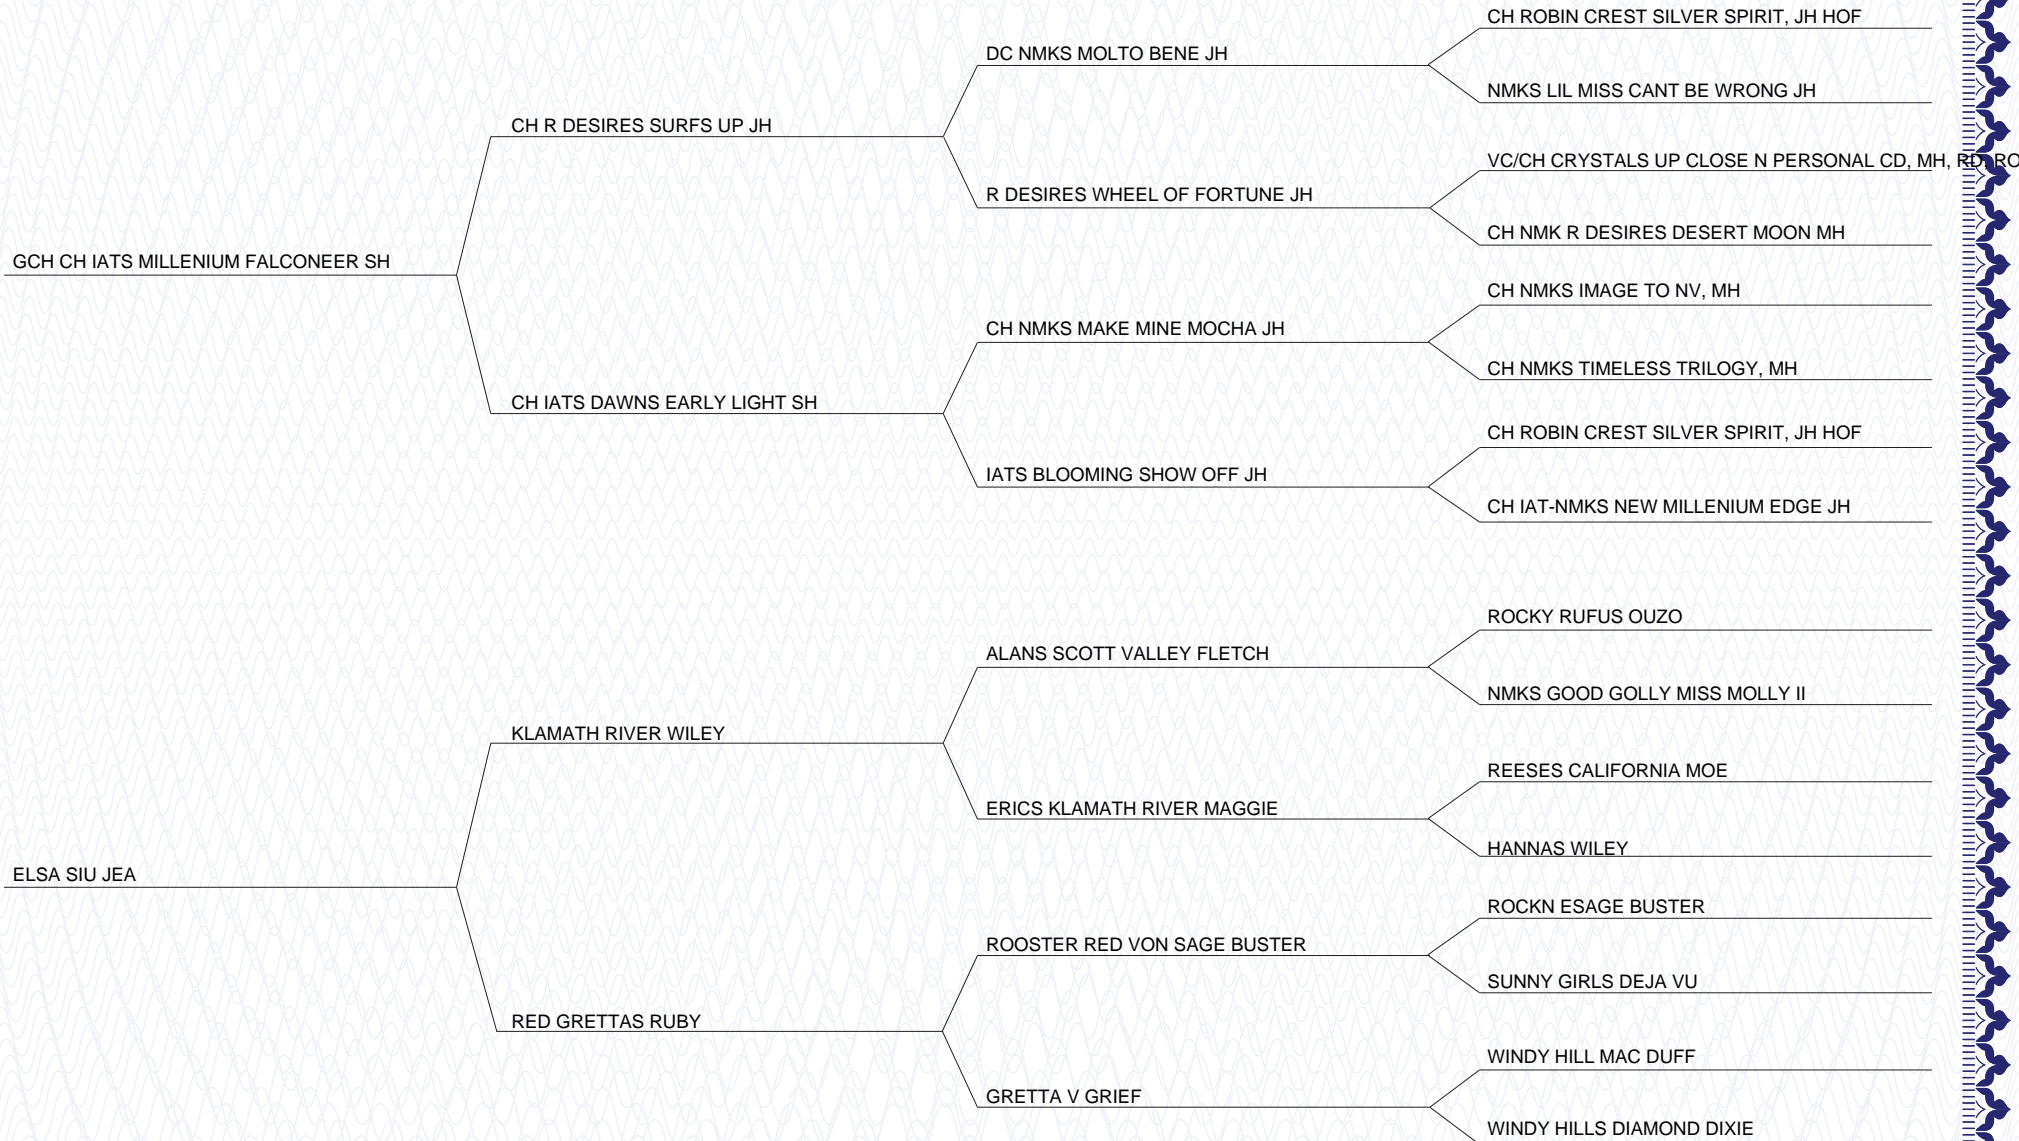 CH ROBIN CREST SILVER SPIRIT, JH HOF
DC NMKS MOLTO BENE JH
NMKS LIL MISS CANT BE WRONG JH
CH R DESIRES SURFS UP JH
VC/CH CRYSTALS UP CLOSE N PERSONAL CD, MH, RD, RO
R DESIRES WHEEL OF FORTUNE JH
CH NMK R DESIRES DESERT MOON MH
GCH CH IATS MILLENIUM FALCONEER SH
CH NMKS IMAGE TO NV, MH
CH NMKS MAKE MINE MOCHA JH
CH NMKS TIMELESS TRILOGY, MH
CH IATS DAWNS EARLY LIGHT SH
CH ROBIN CREST SILVER SPIRIT, JH HOF
IATS BLOOMING SHOW OFF JH
CH IAT-NMKS NEW MILLENIUM EDGE JH
ROCKY RUFUS OUZO
ALANS SCOTT VALLEY FLETCH
NMKS GOOD GOLLY MISS MOLLY II
KLAMATH RIVER WILEY
REESES CALIFORNIA MOE
ERICS KLAMATH RIVER MAGGIE
HANNAS WILEY
ELSA SIU JEA
ROCKN ESAGE BUSTER
ROOSTER RED VON SAGE BUSTER
SUNNY GIRLS DEJA VU
RED GRETTAS RUBY
WINDY HILL MAC DUFF
GRETTA V GRIEF
WINDY HILLS DIAMOND DIXIE